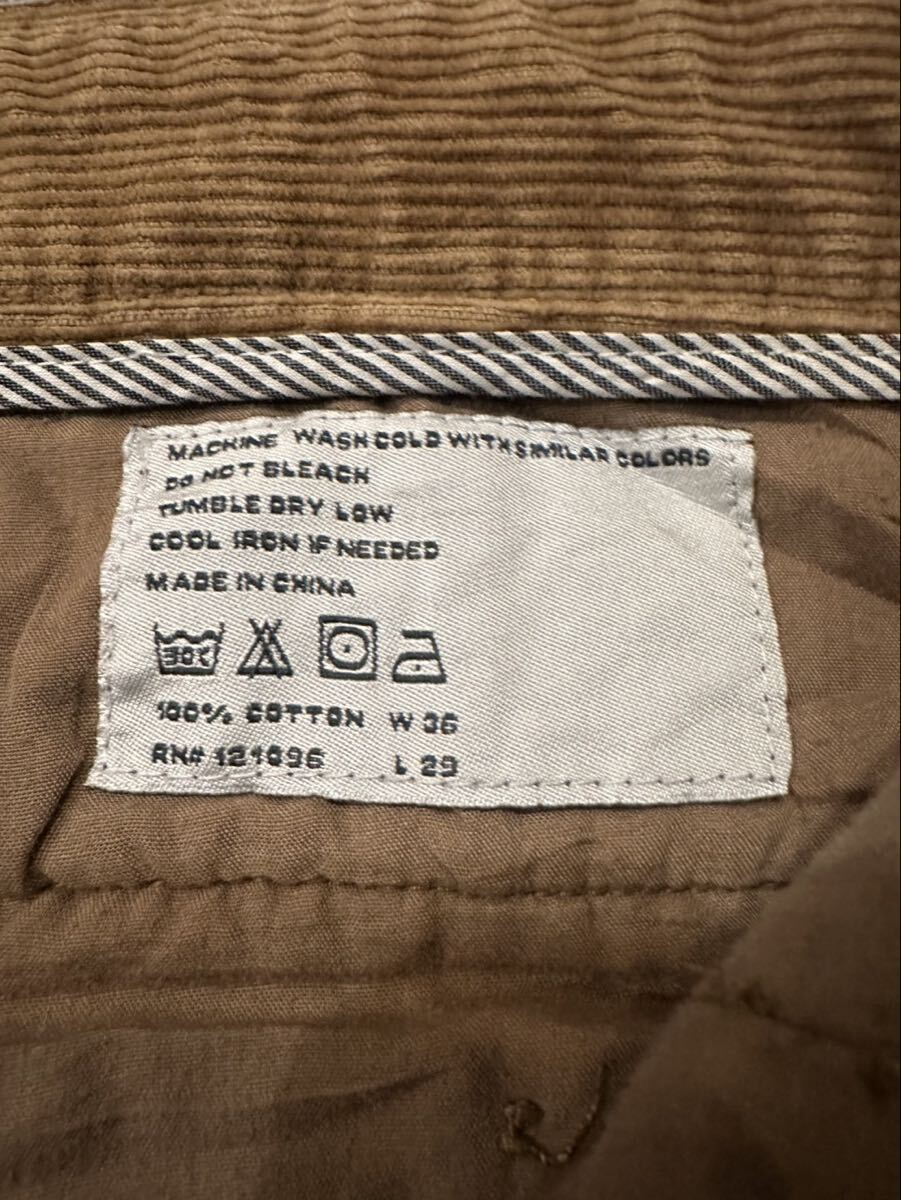 MACHINE WASH COLD WITH SIMILAR COLORS
DO NOT BLEACH
TUMBLE DRY LOW
COOL IRON IF NEEDED
MADE IN CHINA
30C
100% COTTON W 36
RN# 121696 L 29